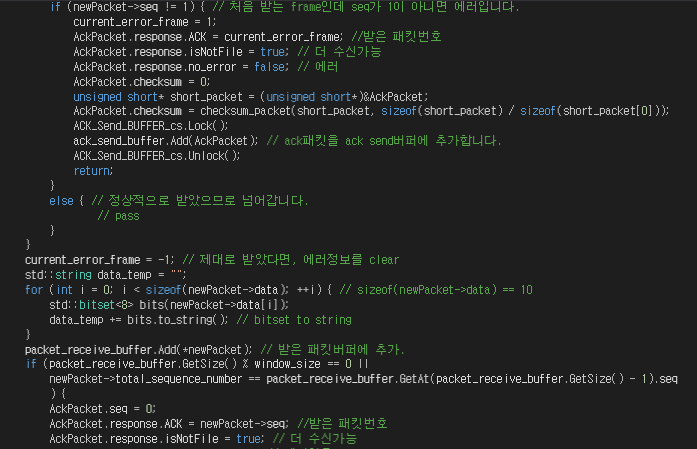 if (newPacket->seq != 1) { // 처음 받는 frame인데 seq가 1이 아니면 에러입니다.
current_error_frame = 1;
AckPacket.response.ACK = current_error_frame; //받은 패킷번호
AckPacket.response.isNotFile = true; // 더 수신가능
AckPacket.response.no_error = false; // 에러
AckPacket.checksum = 0;
unsigned short* short_packet = (unsigned short*)&AckPacket;
AckPacket.checksum = checksum_packet(short_packet, sizeof(short_packet) / sizeof(short_packet[0]));
ACK_Send_BUFFER_cs.Lock();
ack_send_buffer.Add(AckPacket); // ack패킷을 ack send버퍼에 추가합니다.
ACK_Send_BUFFER_cs.Unlock();
return;
}
else { // 정상적으로 받았으므로 넘어갑니다.
// pass
}
}
current_error_frame = -1; // 제대로 받았다면, 에러정보를 clear
std::string data_temp = "";
for (int i = 0; i < sizeof(newPacket->data); ++i) { // sizeof(newPacket->data) == 10
std::bitset<8> bits(newPacket->data[i]);
data_temp += bits.to_string(); // bitset to string
}
packet_receive_buffer.Add(*newPacket); // 받은 패킷버퍼에 추가.
if (packet_receive_buffer.GetSize() % window_size == 0 ||
newPacket->total_sequence_number == packet_receive_buffer.GetAt(packet_receive_buffer.GetSize() - 1).seq
) {
AckPacket.seq = 0;
AckPacket.response.ACK = newPacket->seq; //받은 패킷번호
AckPacket.response.isNotFile = true; // 더 수신가능